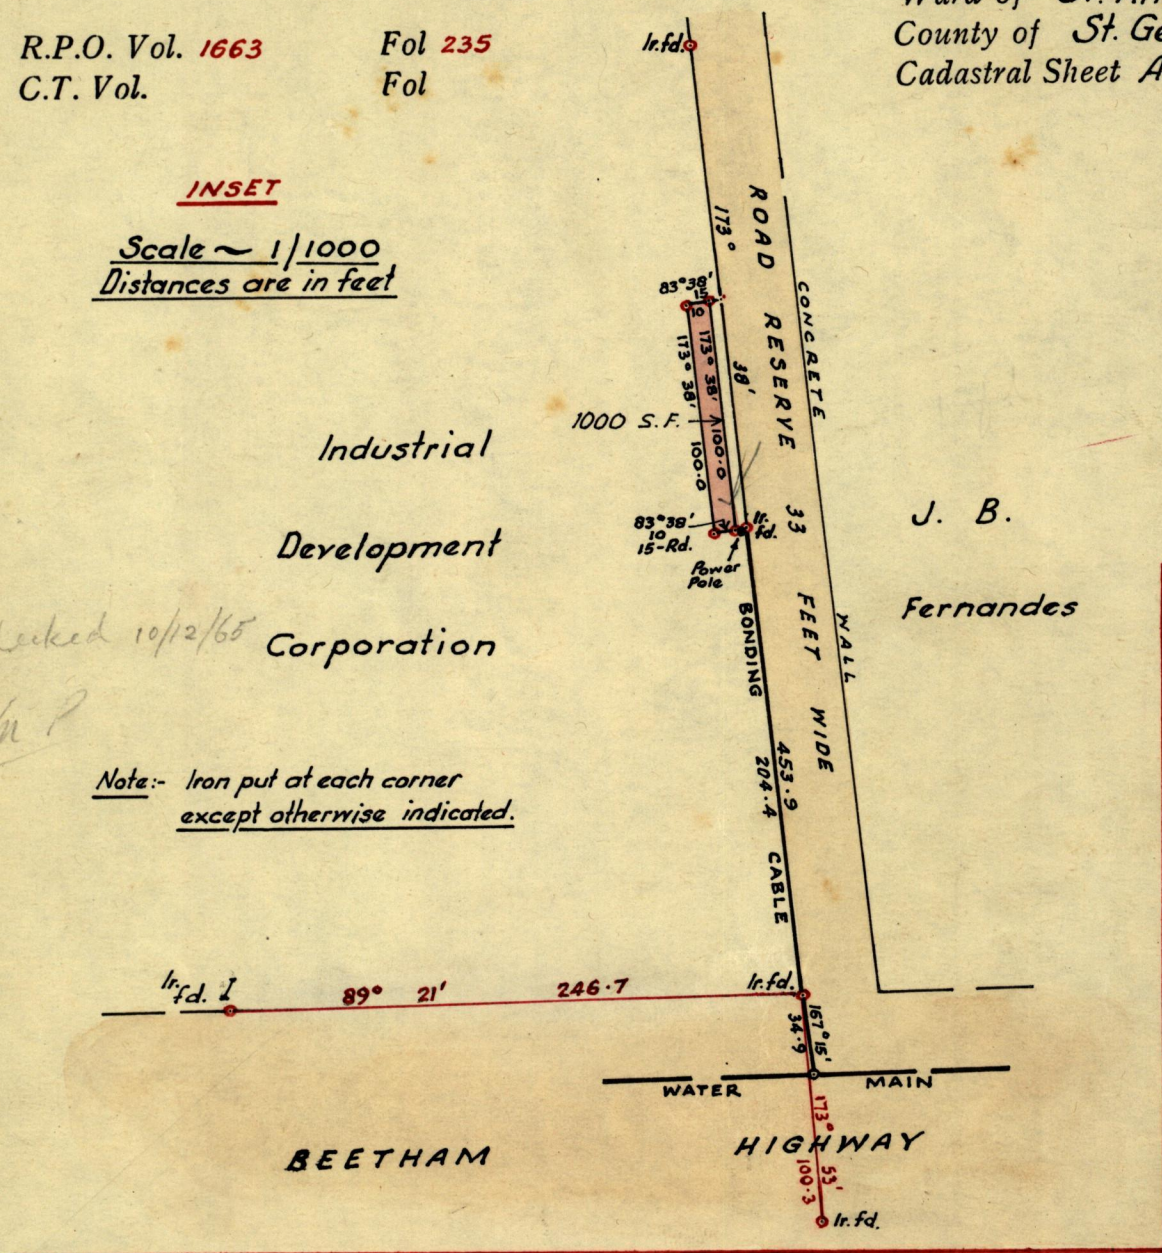 R.P.O. Vol. 1663 Fol 235
C.T. Vol. Fol
County of St. Ge
Cadastral Sheet A
INSET
Scale ~ 1/1000
Distances are in feet
Ir.fd.
173°
38'
ROAD RESERVE 33 FEET WIDE
CONCRETE WALL
83°38'
10
173° 38' 100.0
173° 38' 100.0
1000 S.F.
83°38'
10
15-Rd.
Ir.
fd.
Power
Pole
Industrial
Development
Corporation
J. B.
Fernandes
10/12/65
BONDING CABLE
453.9
204.4
Note:- Iron put at each corner
except otherwise indicated.
Ir.
fd. I
89° 21' 246.7
Ir.fd.
167°15'
34.9
WATER MAIN
173° 53'
100.3
BEETHAM HIGHWAY
Ir.fd.